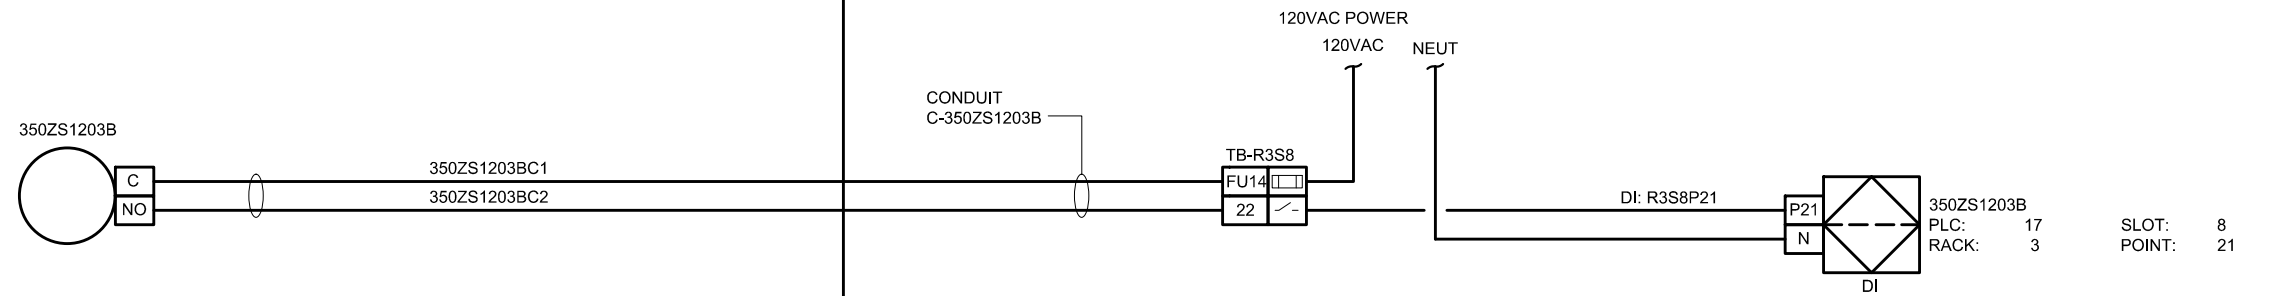 120VAC POWER
120VAC
NEUT
CONDUIT
C-350ZS1203B
350ZS1203B
C
NO
350ZS1203BC1
350ZS1203BC2
TB-R3S8
FU14
22
DI: R3S8P21
P21
N
DI
350ZS1203B
PLC: 17 SLOT: 8
RACK: 3 POINT: 21